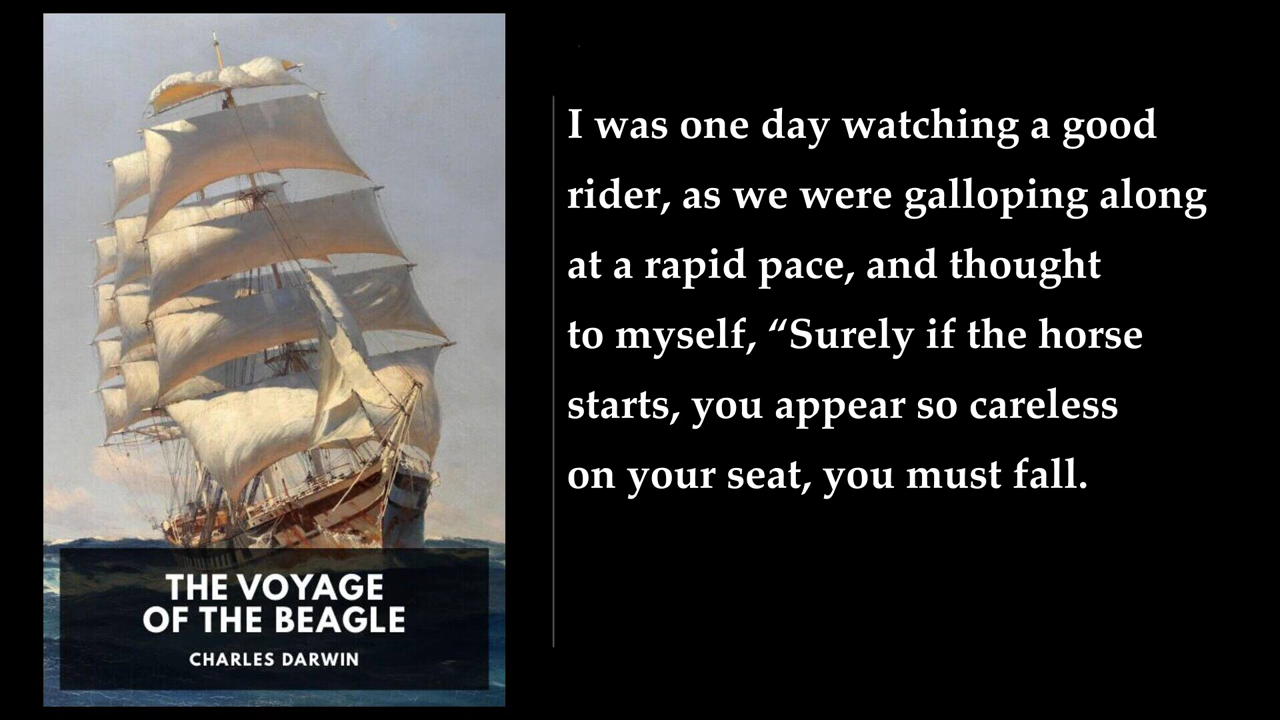 THE VOYAGE
OF THE BEAGLE
CHARLES DARWIN
I was one day watching a good
rider, as we were galloping along
at a rapid pace, and thought
to myself, “Surely if the horse
starts, you appear so careless
on your seat, you must fall.